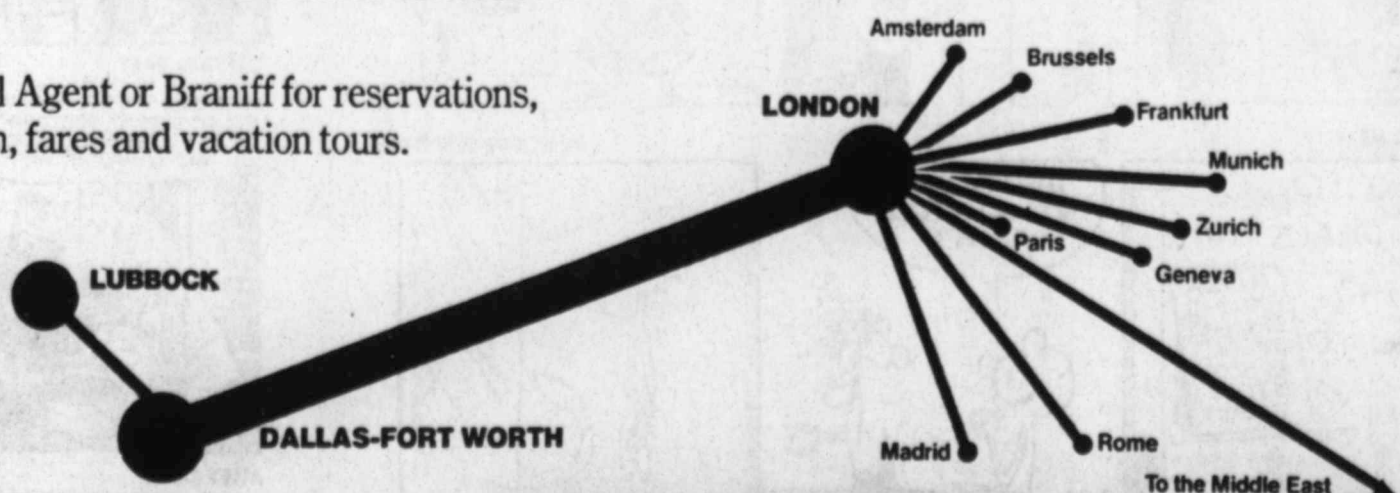 Agent or Braniff for reservations,
fares and vacation tours.
Amsterdam
Brussels
LONDON
Frankfurt
Munich
Zurich
Paris
Geneva
LUBBOCK
DALLAS-FORT WORTH
Madrid
Rome
To the Middle East